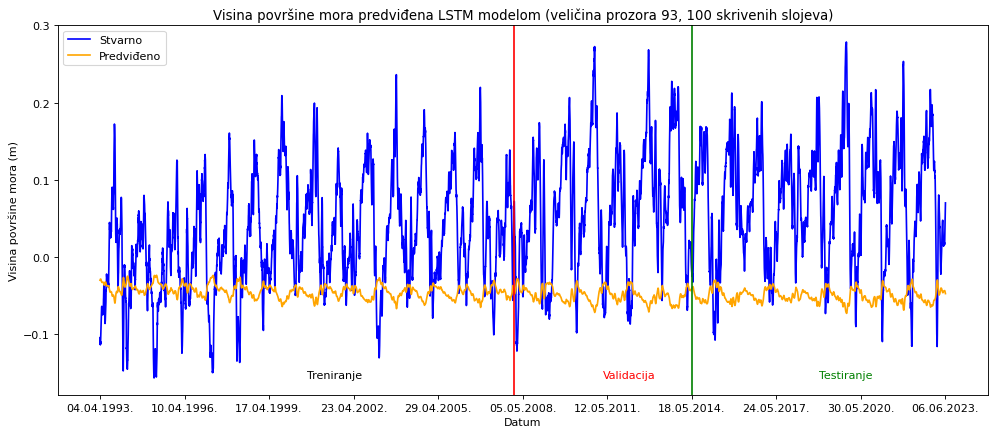 Visina površine mora predviđena LSTM modelom (veličina prozora 93, 100 skrivenih slojeva)
Stvarno
Predviđeno
Visina površine mora (m)
0.3
0.2
0.1
0.0
−0.1
Treniranje
Validacija
Testiranje
04.04.1993.
10.04.1996.
17.04.1999.
23.04.2002.
29.04.2005.
05.05.2008.
12.05.2011.
18.05.2014.
24.05.2017.
30.05.2020.
06.06.2023.
Datum